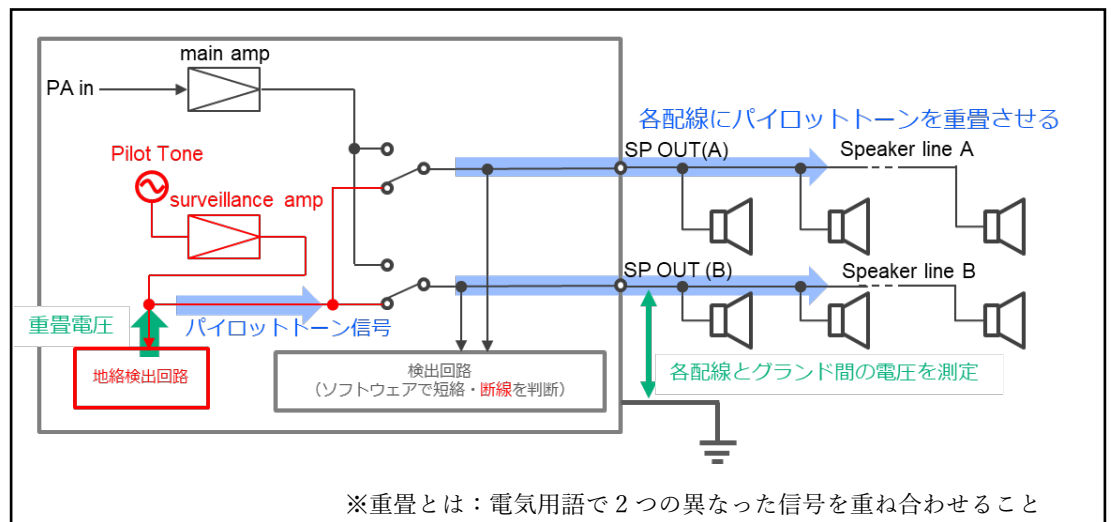 main amp
PA in
各配線にパイロットトーンを重畳させる
SP OUT(A)
Speaker line A
Pilot Tone
surveillance amp
SP OUT (B)
Speaker line B
重畳電圧
パイロットトーン信号
地絡検出回路
検出回路
(ソフトウェアで短絡・断線を判断)
各配線とグランド間の電圧を測定
※重畳とは：電気用語で２つの異なった信号を重ね合わせること